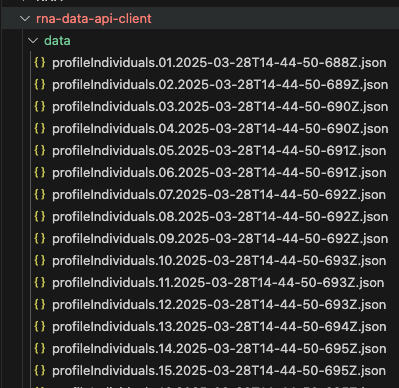 rna-data-api-client
data
{} profileIndividuals.01.2025-03-28T14-44-50-688Z.json
{} profileIndividuals.02.2025-03-28T14-44-50-689Z.json
{} profileIndividuals.03.2025-03-28T14-44-50-690Z.json
{} profileIndividuals.04.2025-03-28T14-44-50-690Z.json
{} profileIndividuals.05.2025-03-28T14-44-50-691Z.json
{} profileIndividuals.06.2025-03-28T14-44-50-691Z.json
{} profileIndividuals.07.2025-03-28T14-44-50-692Z.json
{} profileIndividuals.08.2025-03-28T14-44-50-692Z.json
{} profileIndividuals.09.2025-03-28T14-44-50-692Z.json
{} profileIndividuals.10.2025-03-28T14-44-50-693Z.json
{} profileIndividuals.11.2025-03-28T14-44-50-693Z.json
{} profileIndividuals.12.2025-03-28T14-44-50-693Z.json
{} profileIndividuals.13.2025-03-28T14-44-50-694Z.json
{} profileIndividuals.14.2025-03-28T14-44-50-695Z.json
{} profileIndividuals.15.2025-03-28T14-44-50-695Z.json